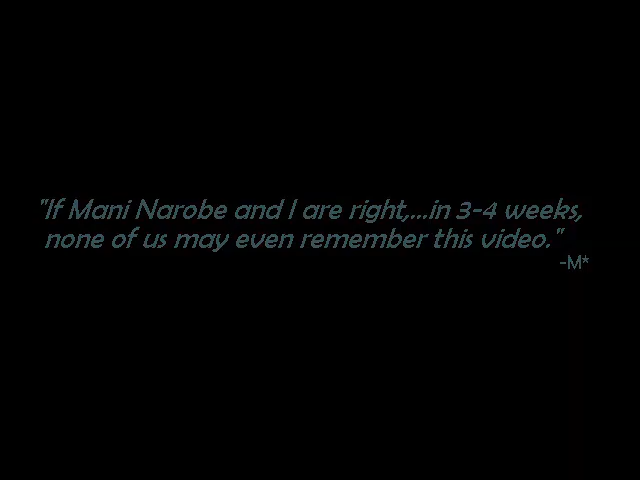 "If Mani Narobe and I are right,...in 3-4 weeks,
none of us may even remember this video."
-M*